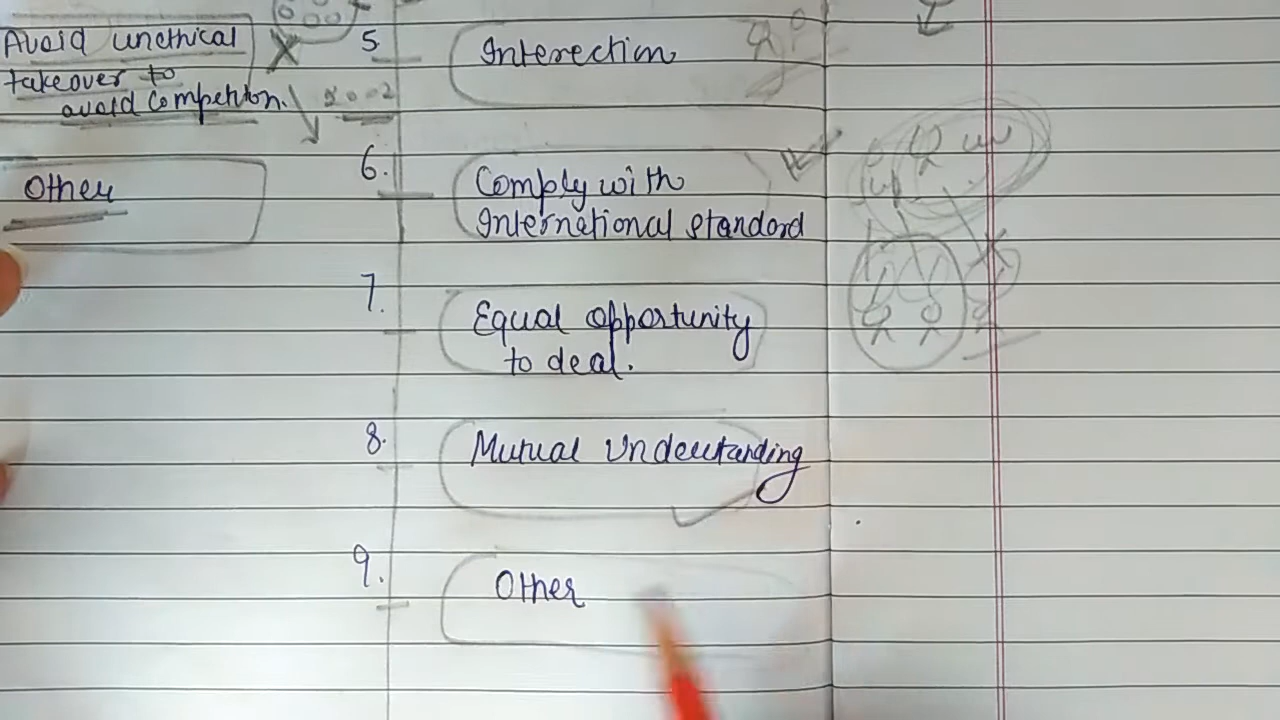 Avoid unethical
takeover to
avoid competition.
2002
Other
5
Interection
6.
Comply with
International standard
7.
Equal opportunity
to deal.
8.
Mutual Understanding
9.
Other